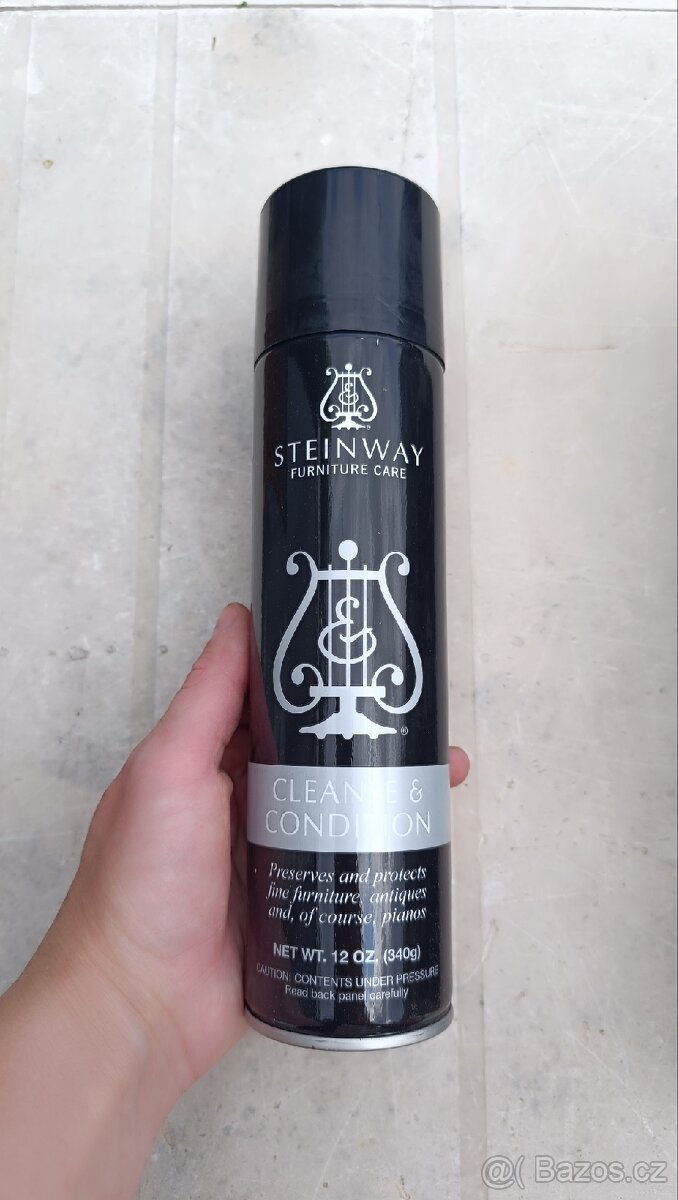 STEINWAY
FURNITURE CARE
CLEANSE &
CONDITION
Preserves and protects
fine furniture, antiques
and, of course, pianos
NET WT. 12 OZ. (340g)
CAUTION: CONTENTS UNDER PRESSURE
Read back panel carefully
@( Bazos.cz